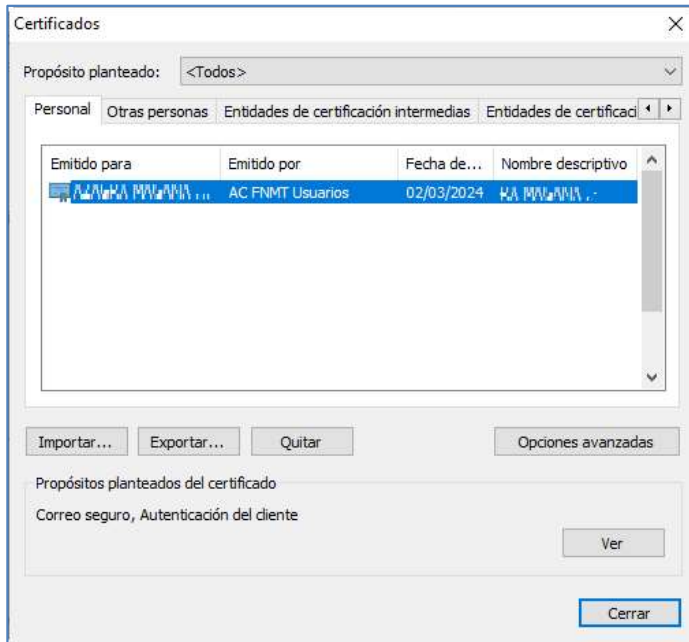 Certificados
Propósito planteado: <Todos>
Personal Otras personas Entidades de certificación intermedias Entidades de certificaci
Emitido para Emitido por Fecha de... Nombre descriptivo
AC FNMT Usuarios 02/03/2024
Importar... Exportar... Quitar Opciones avanzadas
Propósitos planteados del certificado
Correo seguro, Autenticación del cliente
Ver
Cerrar